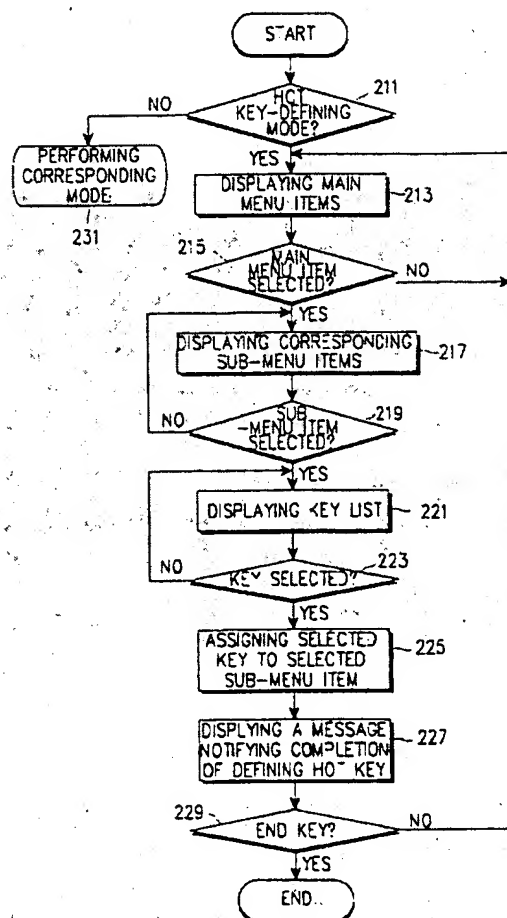 START
211
HOT
KEY-DEFINING
MODE?
NO
YES
PERFORMING
CORRESPONDING
MODE
231
DISPLAYING MAIN
MENU ITEMS
213
215
MAIN
MENU ITEM
SELECTED?
NO
YES
DISPLAYING CORRESPONDING
SUB-MENU ITEMS
217
SUB
-MENU ITEM
SELECTED?
219
NO
YES
DISPLAYING KEY LIST
221
KEY SELECTED?
223
NO
YES
ASSIGNING SELECTED
KEY TO SELECTED
SUB-MENU ITEM
225
DISPLYING A MESSAGE
NOTIFYING COMPLETION
OF DEFINING HOT KEY
227
229
END KEY?
NO
YES
END